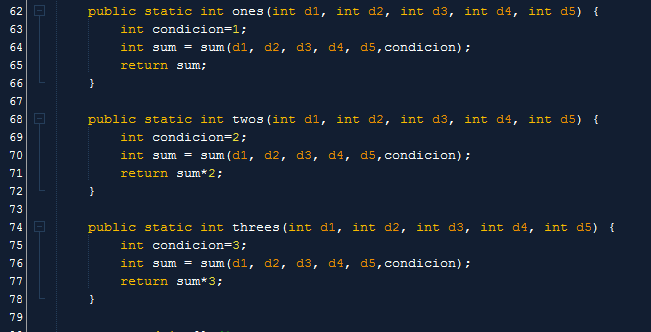 62 public static int ones(int d1, int d2, int d3, int d4, int d5) {
63 int condicion=1;
64 int sum = sum(d1, d2, d3, d4, d5,condicion);
65 return sum;
66 }
67
68 public static int twos(int d1, int d2, int d3, int d4, int d5) {
69 int condicion=2;
70 int sum = sum(d1, d2, d3, d4, d5,condicion);
71 return sum*2;
72 }
73
74 public static int threes(int d1, int d2, int d3, int d4, int d5) {
75 int condicion=3;
76 int sum = sum(d1, d2, d3, d4, d5,condicion);
77 return sum*3;
78 }
79